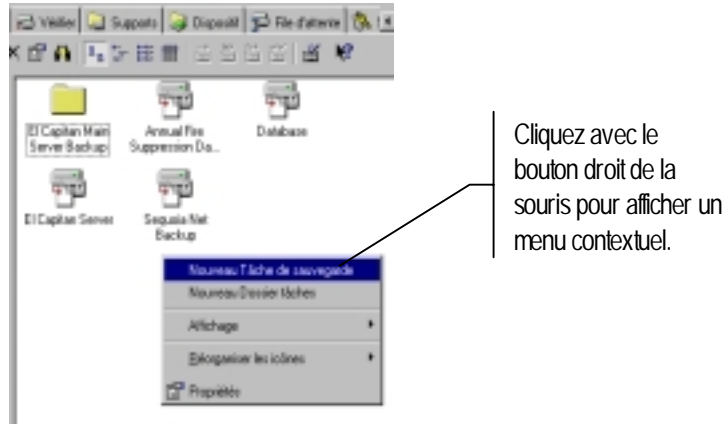 Vérifier Supports Dispositif File d'attente
El Capitan Main
Server Backup
Annual Fire
Suppression Da...
Database
El Capitan Server
Sequoia Net
Backup
Nouveau Tâche de sauvegarde
Nouveau Dossier tâches
Affichage
Réorganiser les icônes
Propriétés
Cliquez avec le
bouton droit de la
souris pour afficher un
menu contextuel.